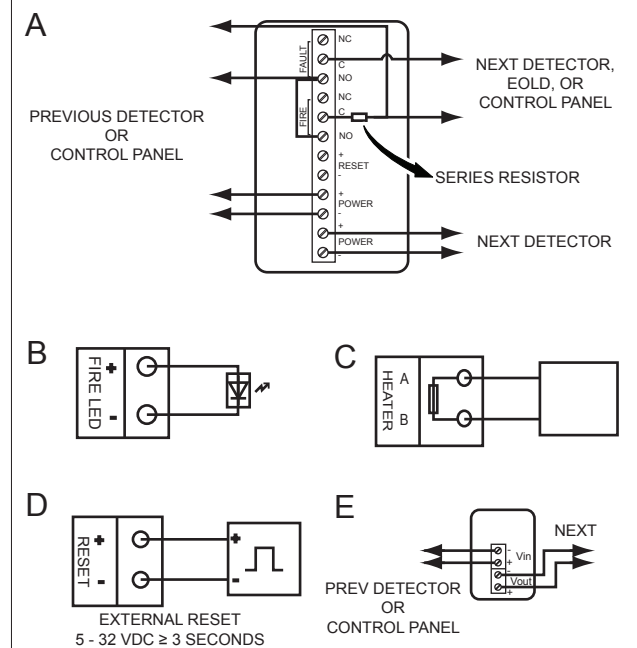 A
FAULT
NC
C
NO
FIRE
NC
C
NO
+
RESET
-
+
POWER
-
+
POWER
-
PREVIOUS DETECTOR
OR
CONTROL PANEL
NEXT DETECTOR,
EOLD, OR
CONTROL PANEL
SERIES RESISTOR
NEXT DETECTOR
B
FIRE LED
+
-
C
HEATER
A
B
D
RESET
+
-
+
-
EXTERNAL RESET
5 - 32 VDC ≥ 3 SECONDS
E
-
+ Vin
-
Vout
+
NEXT
PREV DETECTOR
OR
CONTROL PANEL